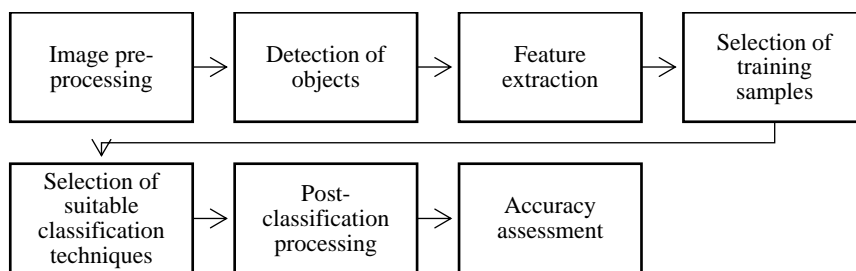 Image pre-
processing
Detection of
objects
Feature
extraction
Selection of
training
samples
Selection of
suitable
classification
techniques
Post-
classification
processing
Accuracy
assessment